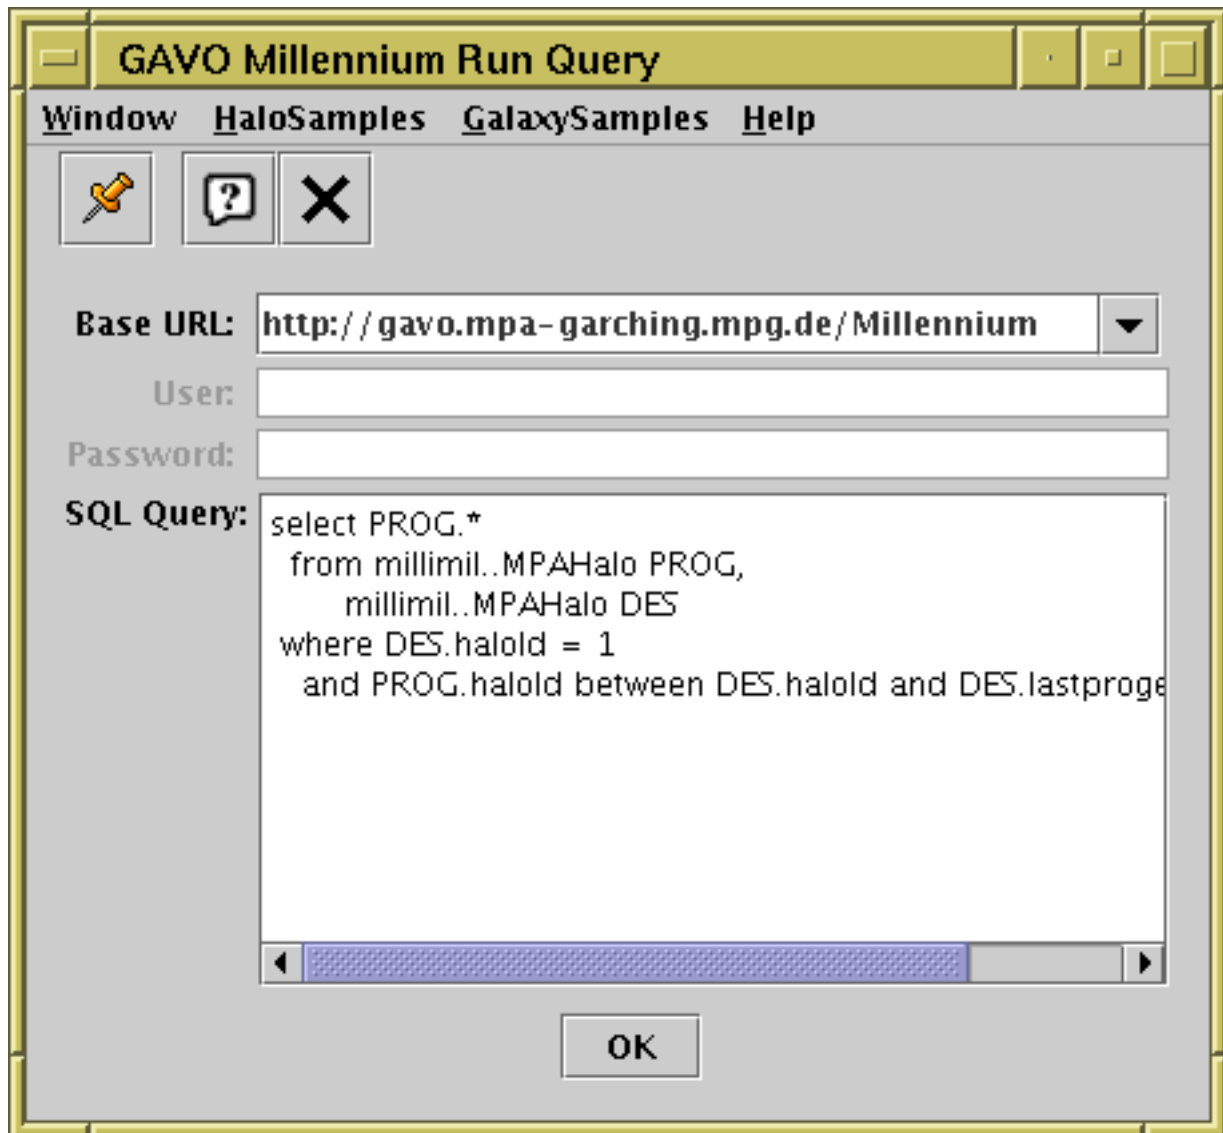 GAVO Millennium Run Query
Window HaloSamples GalaxySamples Help
?
Base URL: http://gavo.mpa-garching.mpg.de/Millennium
User:
Password:
SQL Query:
select PROG.*
from millimil..MPAHalo PROG,
millimil..MPAHalo DES
where DES.haloId = 1
and PROG.haloId between DES.haloId and DES.lastproge
OK